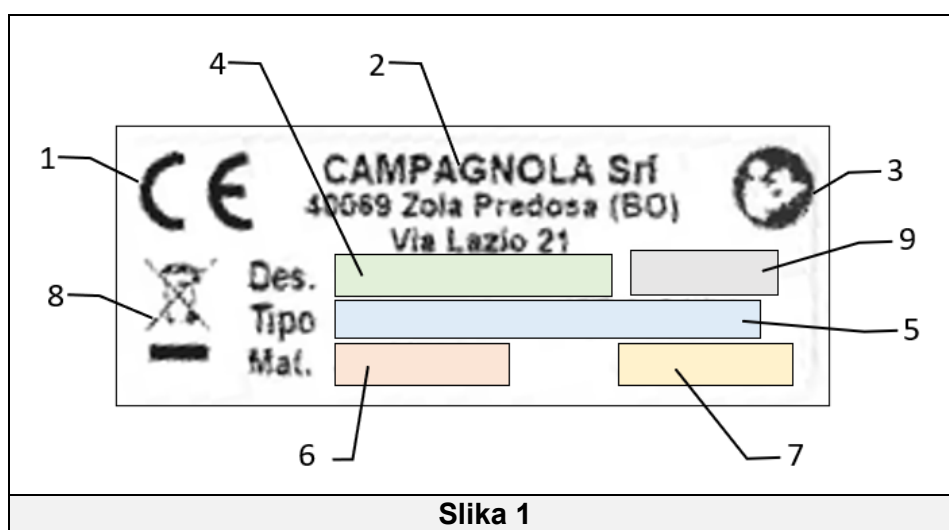 4
2
1
CE
CAMPAGNOLA Srl
40069 Zola Predosa (BO)
Via Lazio 21
3
9
8
Des.
Tipo
5
Mat.
6
7
Slika 1